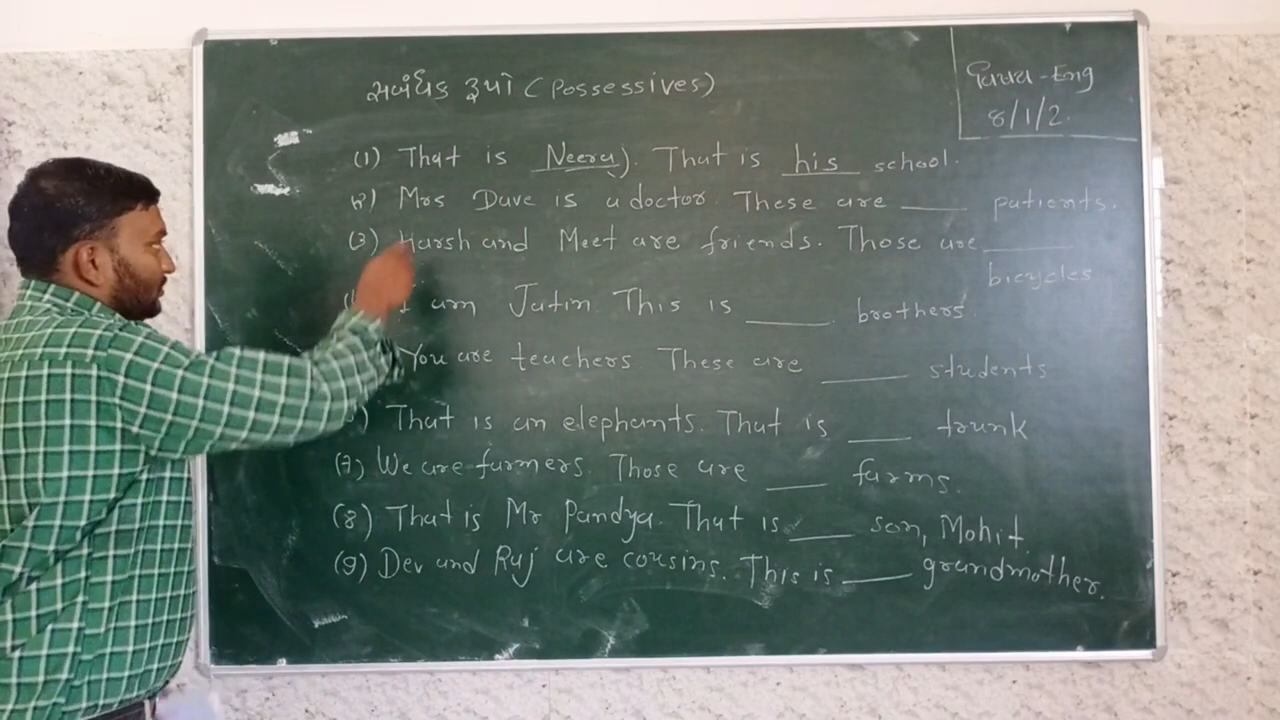 સબંધક રૂપો (Possessives)
વિષય - Eng
8/1/2.
(1) That is Neeraj. That is his school.
(2) Mrs Dave is a doctor. These are ___ patients.
(3) Harsh and Meet are friends. Those are ___
bicycles
I am Jatin. This is ___ brothers.
You are teachers. These are ___ students
) That is an elephants. That is ___ trunk
(7) We are farmers. Those are ___ farms.
(8) That is Mr Pandya. That is ___ son, Mohit.
(9) Dev and Raj are cousins. This is ___ grandmother.